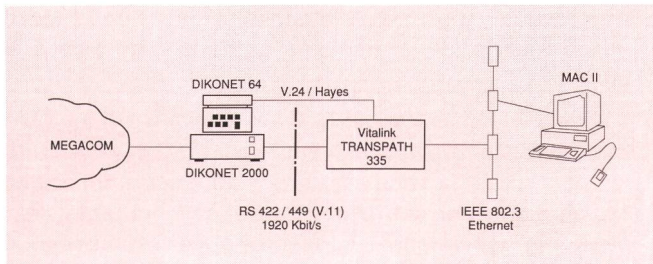 MEGACOM
DIKONET 64
V.24 / Hayes
DIKONET 2000
RS 422 / 449 (V.11)
1920 Kbit/s
Vitalink
TRANSPATH
335
IEEE 802.3
Ethernet
MAC II